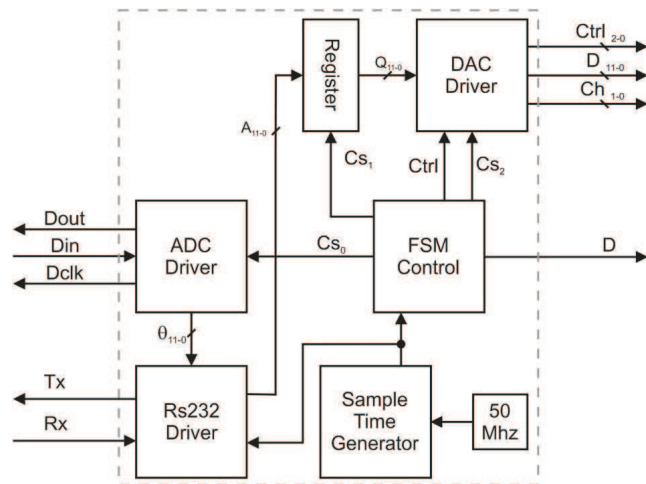 Register
Q11-0
DAC
Driver
Ctrl 2-0
D 11-0
Ch 1-0
A11-0
Cs1
Ctrl
Cs2
Dout
Din
Dclk
ADC
Driver
Cs0
FSM
Control
D
θ11-0
Tx
Rx
Rs232
Driver
Sample
Time
Generator
50
Mhz